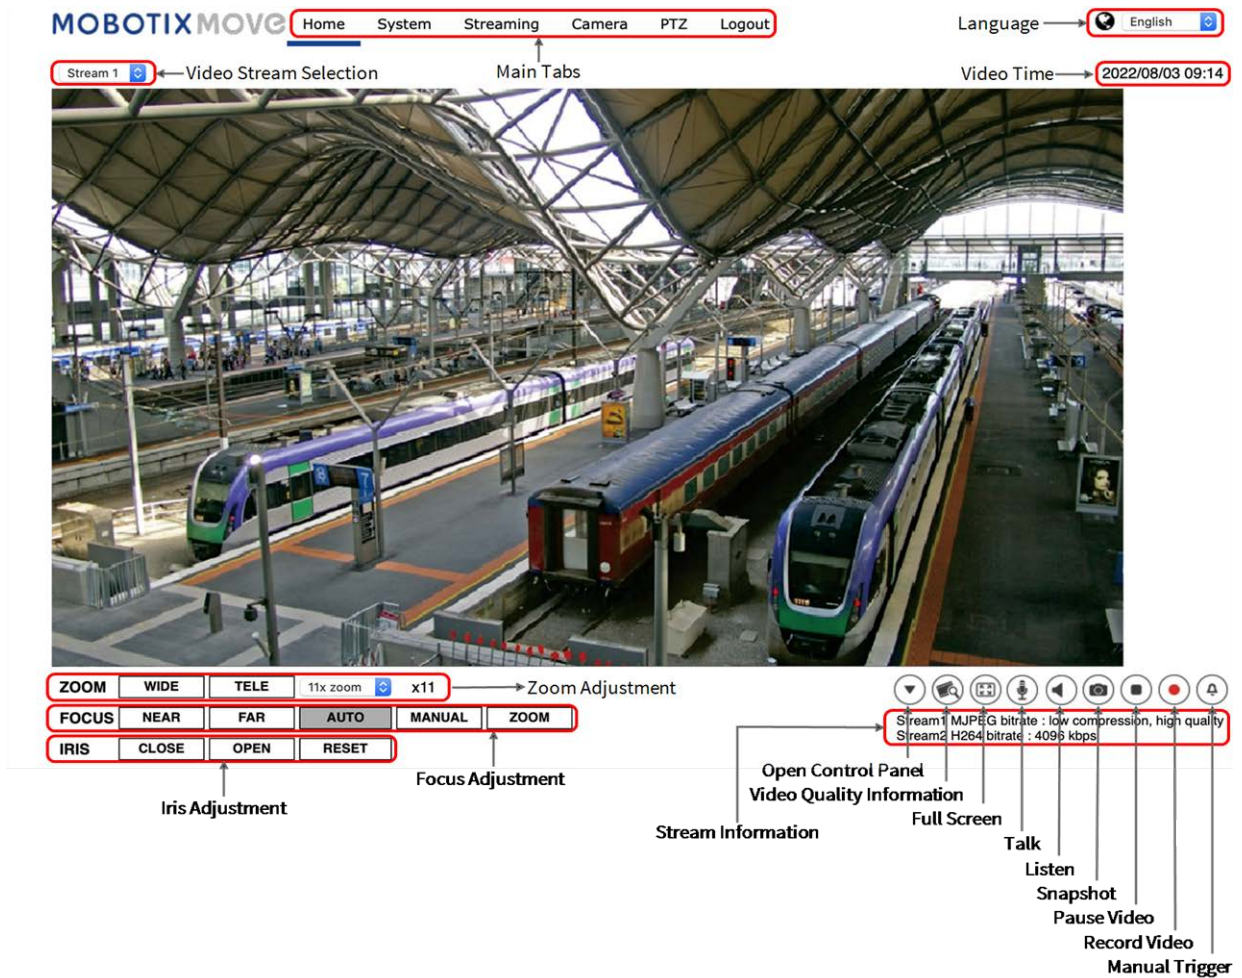 MOBOTIX MOVE Home System Streaming Camera PTZ Logout Language English
Stream 1 Video Stream Selection Main Tabs Video Time 2022/08/03 09:14
ZOOM WIDE TELE 11x zoom x11 Zoom Adjustment
FOCUS NEAR FAR AUTO MANUAL ZOOM
Stream1 MJPEG bitrate : low compression, high quality
Stream2 H264 bitrate : 4096 kbps
IRIS CLOSE OPEN RESET
Focus Adjustment
Iris Adjustment
Open Control Panel
Video Quality Information
Full Screen
Stream Information
Talk
Listen
Snapshot
Pause Video
Record Video
Manual Trigger